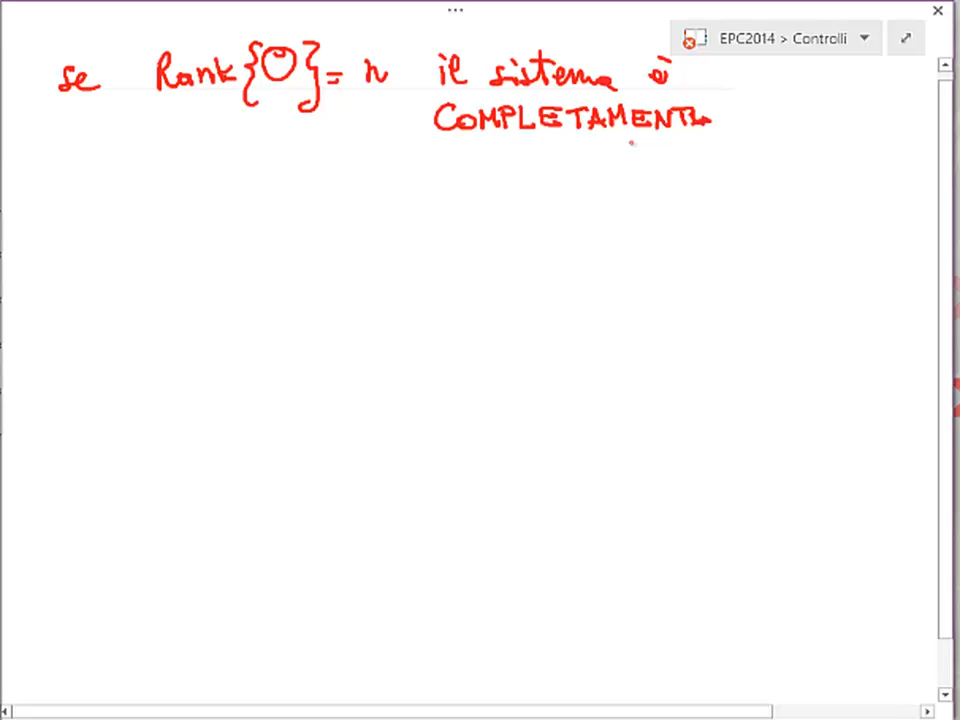 EPC2014 > Controlli
se Rank{O} = n il sistema è
COMPLETAMENTE